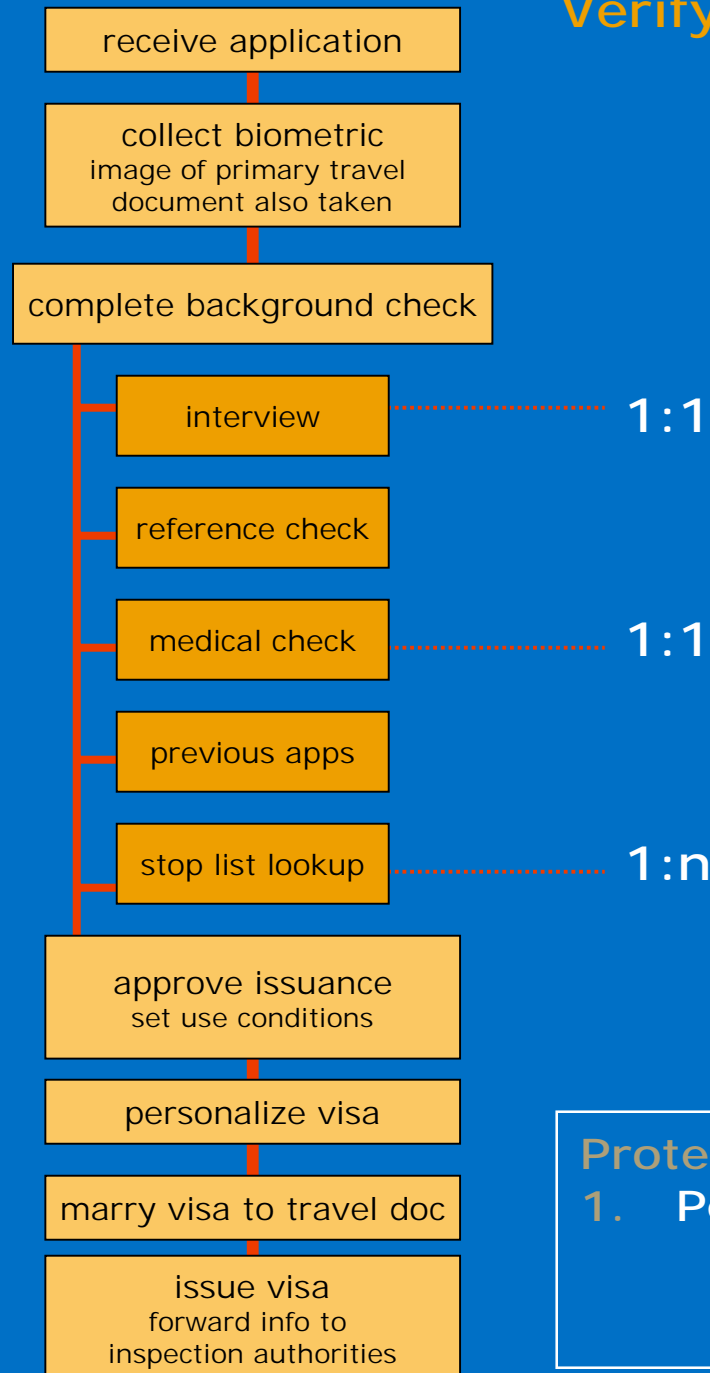 Verify
receive application
collect biometric
image of primary travel
document also taken
complete background check
interview
1:1
reference check
medical check
1:1
previous apps
stop list lookup
1:n
approve issuance
set use conditions
personalize visa
marry visa to travel doc
issue visa
forward info to
inspection authorities
Prote
1. P